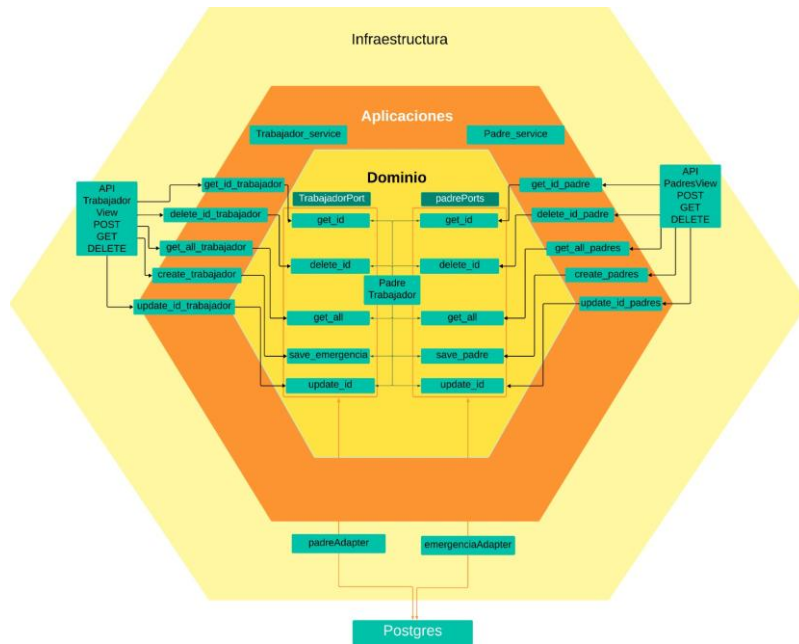 Infraestructura
Aplicaciones
Trabajador_service
Padre_service
Dominio
API
Trabajador
View
POST
GET
DELETE
get_id_trabajador
delete_id_trabajador
get_all_trabajador
create_trabajador
update_id_trabajador
TrabajadorPort
get_id
delete_id
get_all
save_emergencia
update_id
Padre
Trabajador
padrePorts
get_id
delete_id
get_all
save_padre
update_id
get_id_padre
delete_id_padre
get_all_padres
create_padres
update_id_padres
API
PadresView
POST
GET
DELETE
padreAdapter
emergenciaAdapter
Postgres